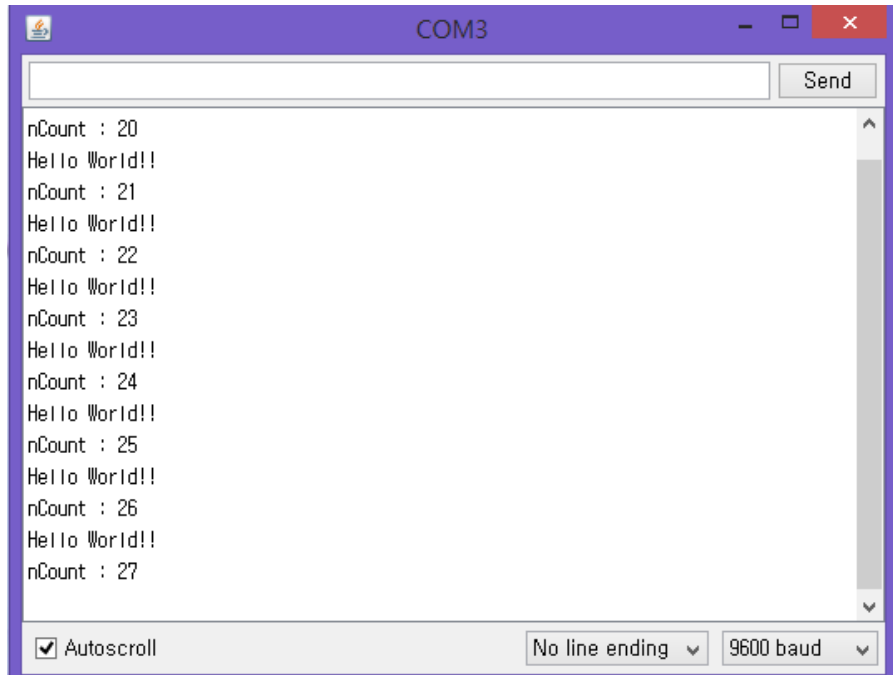 COM3
Send
nCount : 20
Hello World!!
nCount : 21
Hello World!!
nCount : 22
Hello World!!
nCount : 23
Hello World!!
nCount : 24
Hello World!!
nCount : 25
Hello World!!
nCount : 26
Hello World!!
nCount : 27
Autoscroll No line ending 9600 baud